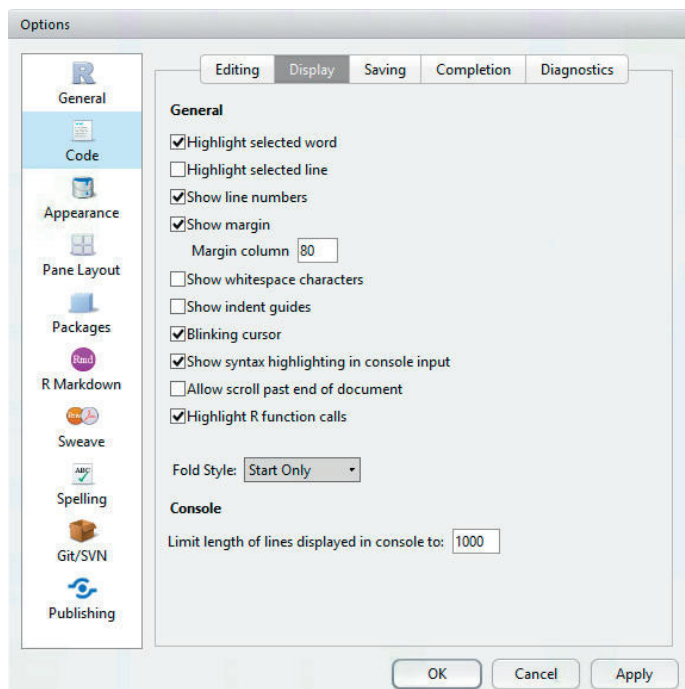 Options
General
Code
Appearance
Pane Layout
Packages
Rmd
R Markdown
Sweave
ABC
Spelling
Git/SVN
Publishing
Editing Display Saving Completion Diagnostics
General
Highlight selected word
Highlight selected line
Show line numbers
Show margin
Margin column 80
Show whitespace characters
Show indent guides
Blinking cursor
Show syntax highlighting in console input
Allow scroll past end of document
Highlight R function calls
Fold Style: Start Only
Console
Limit length of lines displayed in console to: 1000
OK Cancel Apply